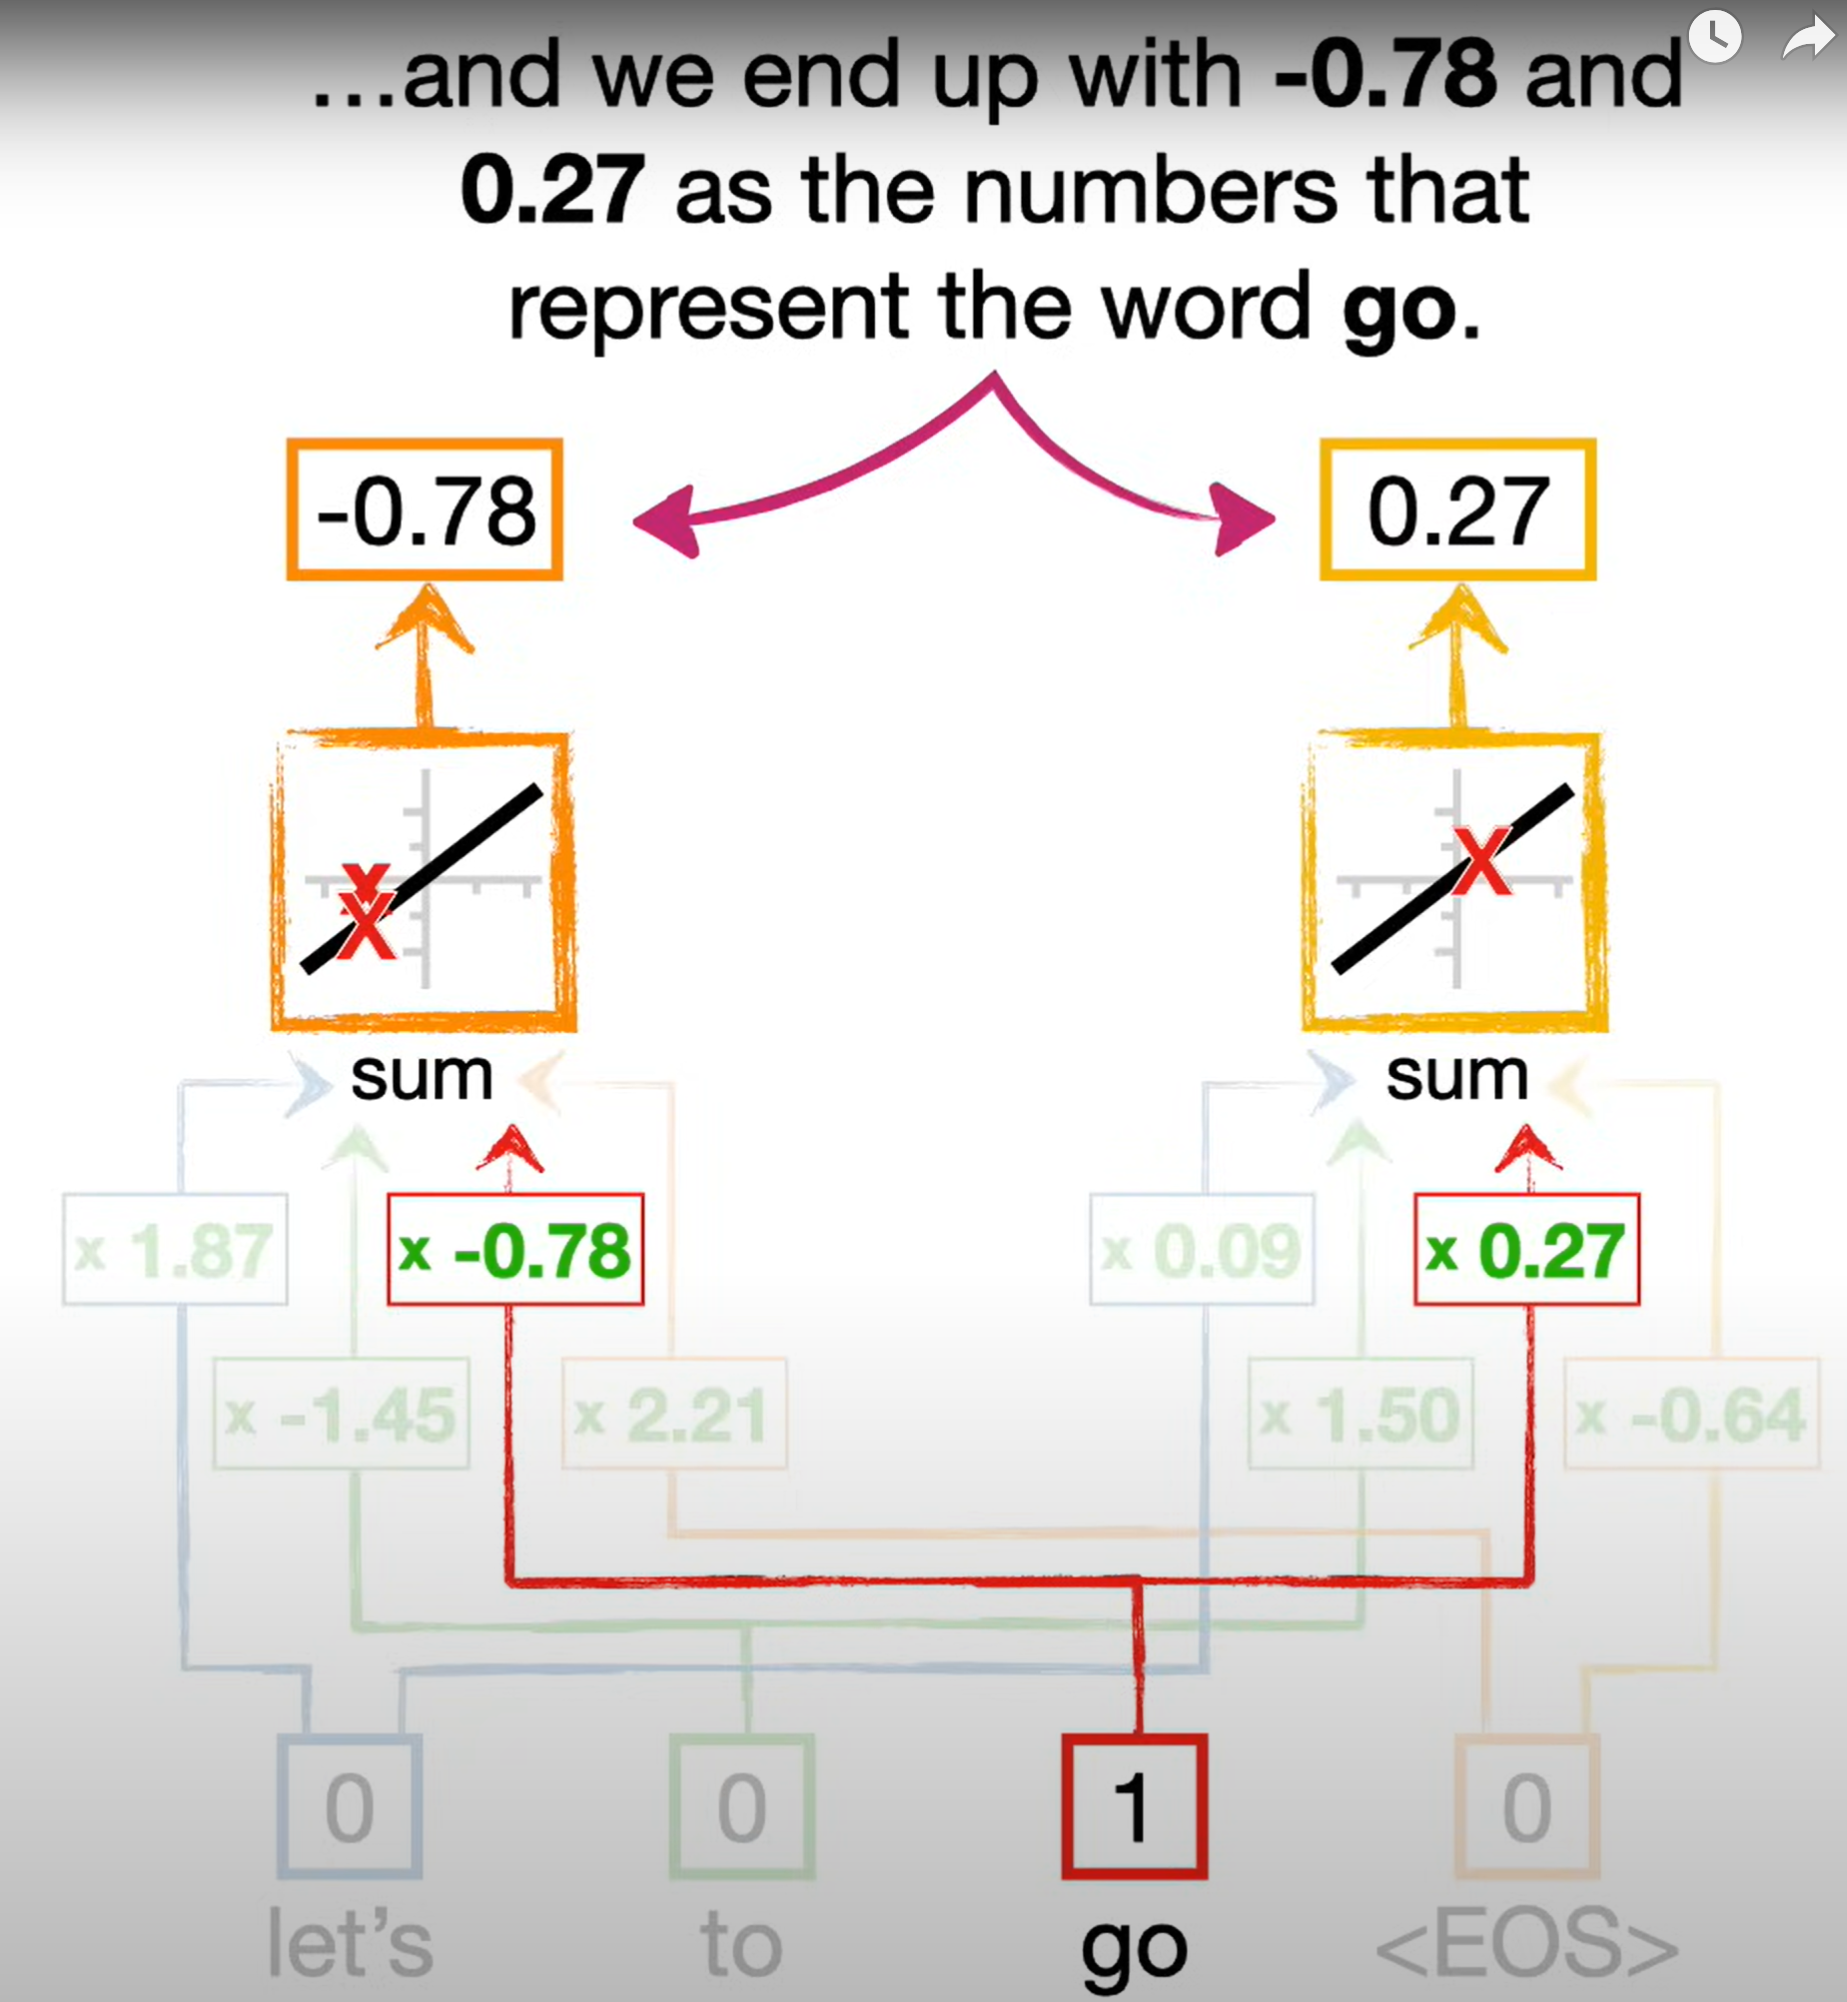 ...and we end up with -0.78 and
0.27 as the numbers that
represent the word go.
-0.78
0.27
sum
sum
x 1.87
x -0.78
x 0.09
x 0.27
x -1.45
x 2.21
x 1.50
x -0.64
0
0
1
0
let's
to
go
<EOS>